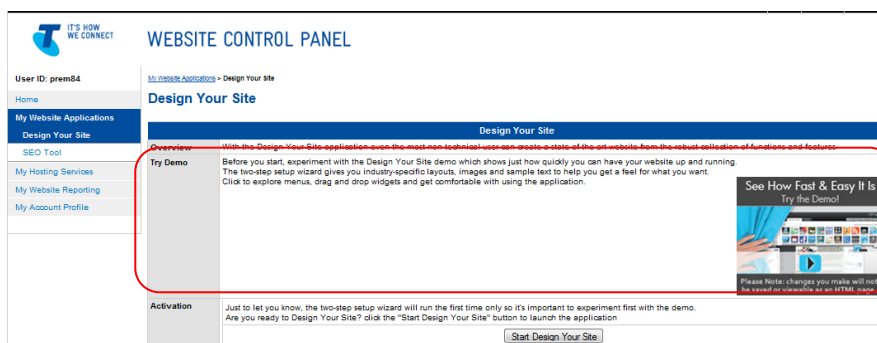 IT'S HOW
WE CONNECT
WEBSITE CONTROL PANEL
User ID: prem84
My Website Applications > Design Your Site
Home
Design Your Site
My Website Applications
Design Your Site
SEO Tool
My Hosting Services
My Website Reporting
My Account Profile
Design Your Site
Overview
With the Design Your Site application even the most non technical user can create a state of the art website from the robust collection of functions and features
Try Demo
Before you start, experiment with the Design Your Site demo which shows just how quickly you can have your website up and running.
The two-step setup wizard gives you industry-specific layouts, images and sample text to help you get a feel for what you want.
Click to explore menus, drag and drop widgets and get comfortable with using the application.
See How Fast & Easy It Is
Try the Demo!
Please Note: changes you make will not
be saved or viewable as an HTML page
Activation
Just to let you know, the two-step setup wizard will run the first time only so it's important to experiment first with the demo.
Are you ready to Design Your Site? click the "Start Design Your Site" button to launch the application
Start Design Your Site